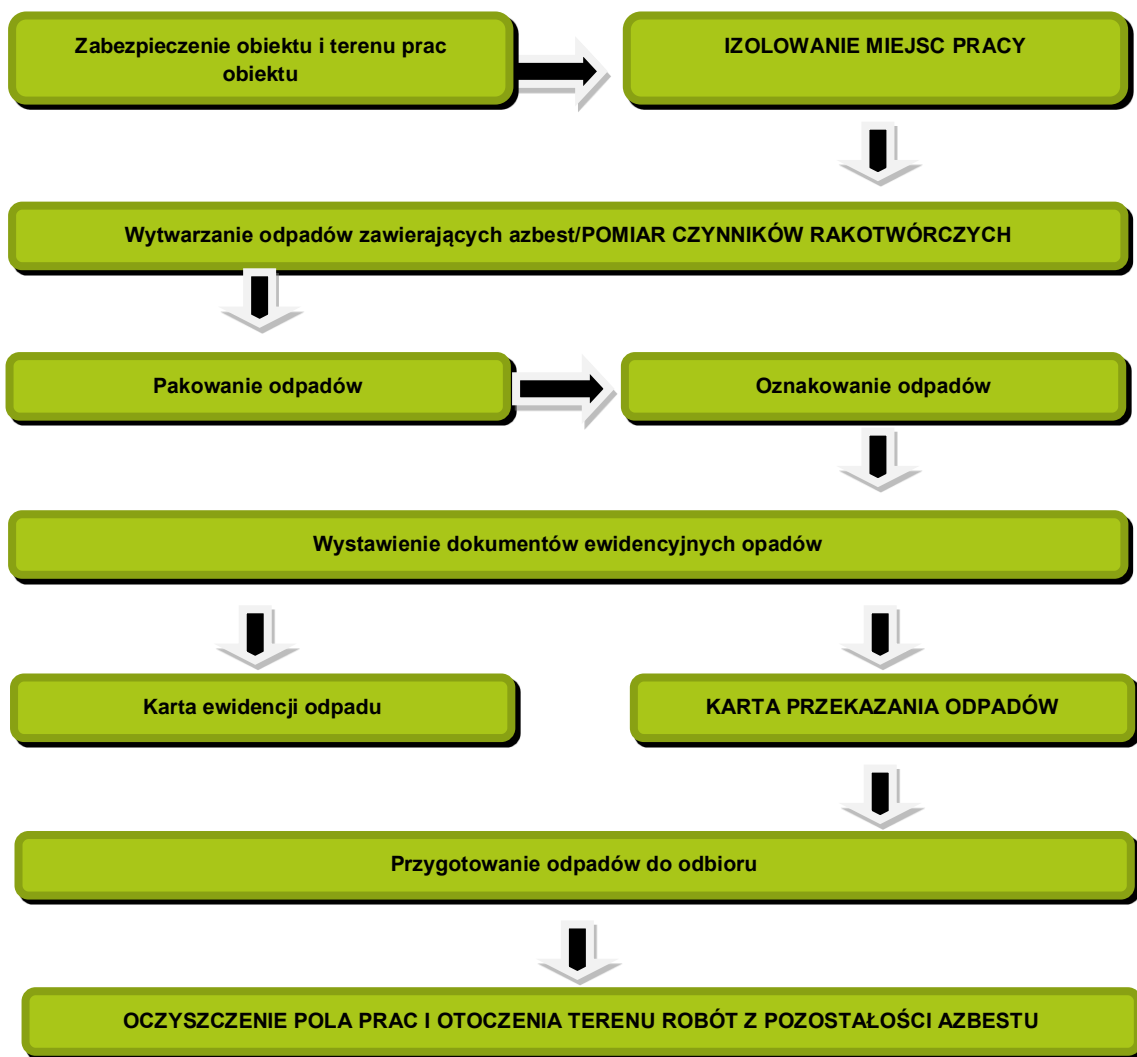 Zabezpieczenie obiektu i terenu prac
obiektu
IZOLOWANIE MIEJSC PRACY
Wytwarzanie odpadów zawierających azbest/POMIAR CZYNNIKÓW RAKOTWÓRCZYCH
Pakowanie odpadów
Oznakowanie odpadów
Wystawienie dokumentów ewidencyjnych opadów
Karta ewidencji odpadu
KARTA PRZEKAZANIA ODPADÓW
Przygotowanie odpadów do odbioru
OCZYSZCZENIE POLA PRAC I OTOCZENIA TERENU ROBÓT Z POZOSTAŁOŚCI AZBESTU